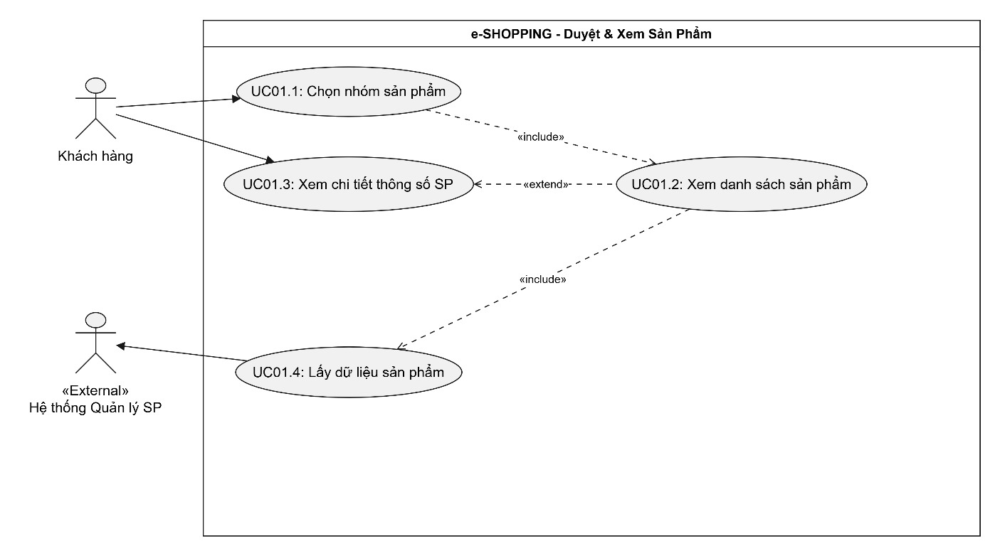 e-SHOPPING - Duyệt & Xem Sản Phẩm
UC01.1: Chọn nhóm sản phẩm
«include»
Khách hàng
UC01.3: Xem chi tiết thông số SP
«extend»
UC01.2: Xem danh sách sản phẩm
«include»
UC01.4: Lấy dữ liệu sản phẩm
«External»
Hệ thống Quản lý SP